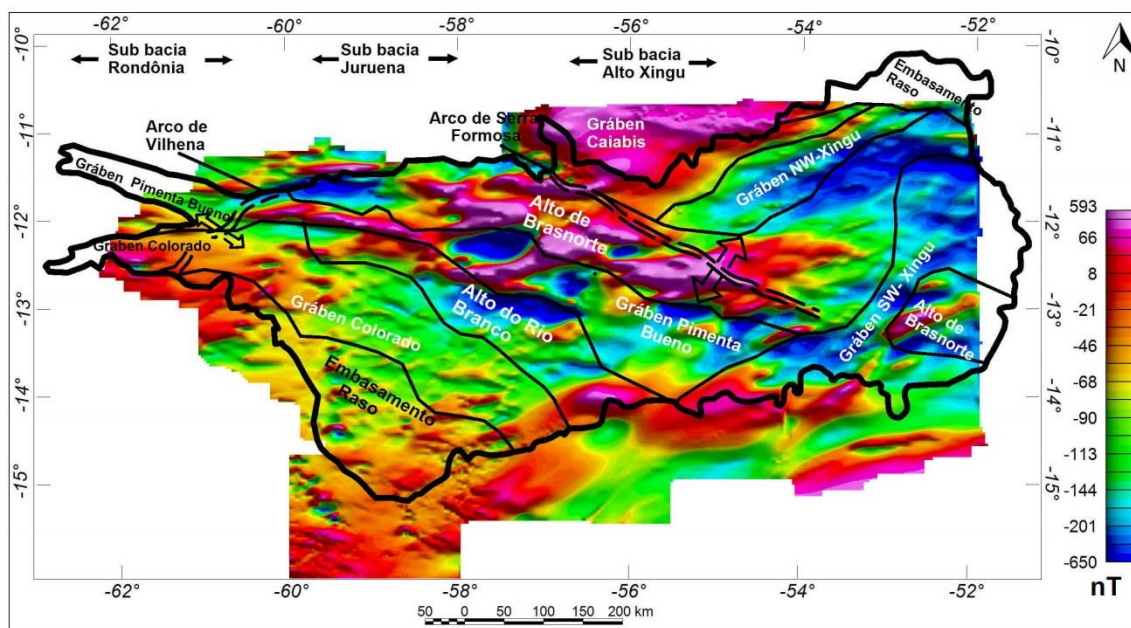 -62° -60° -58° -56° -54° -52°
-10° -10°
Sub bacia
Rondônia
Sub bacia
Juruena
Sub bacia
Alto Xingu
N
Embasamento
Raso
Arco de
Vilhena
Arco de Serra
Formosa
Gráben
Caiabis
-11° -11°
Gráben Pimenta Bueno
Gráben NW-Xingu
-12° -12°
Alto de
Brasnorte
Graben Colorado
593
66
8
-21
-46
-68
-90
-113
-144
-201
-650
nT
-13° -13°
Gráben Colorado
Alto do Rio
Branco
Gráben Pimenta
Bueno
Gráben SW- Xingu
Alto de
Brasnorte
Embasamento
Raso
-14° -14°
-15° -15°
-62° -60° -58° -56° -54° -52°
50 0 50 100 150 200 km